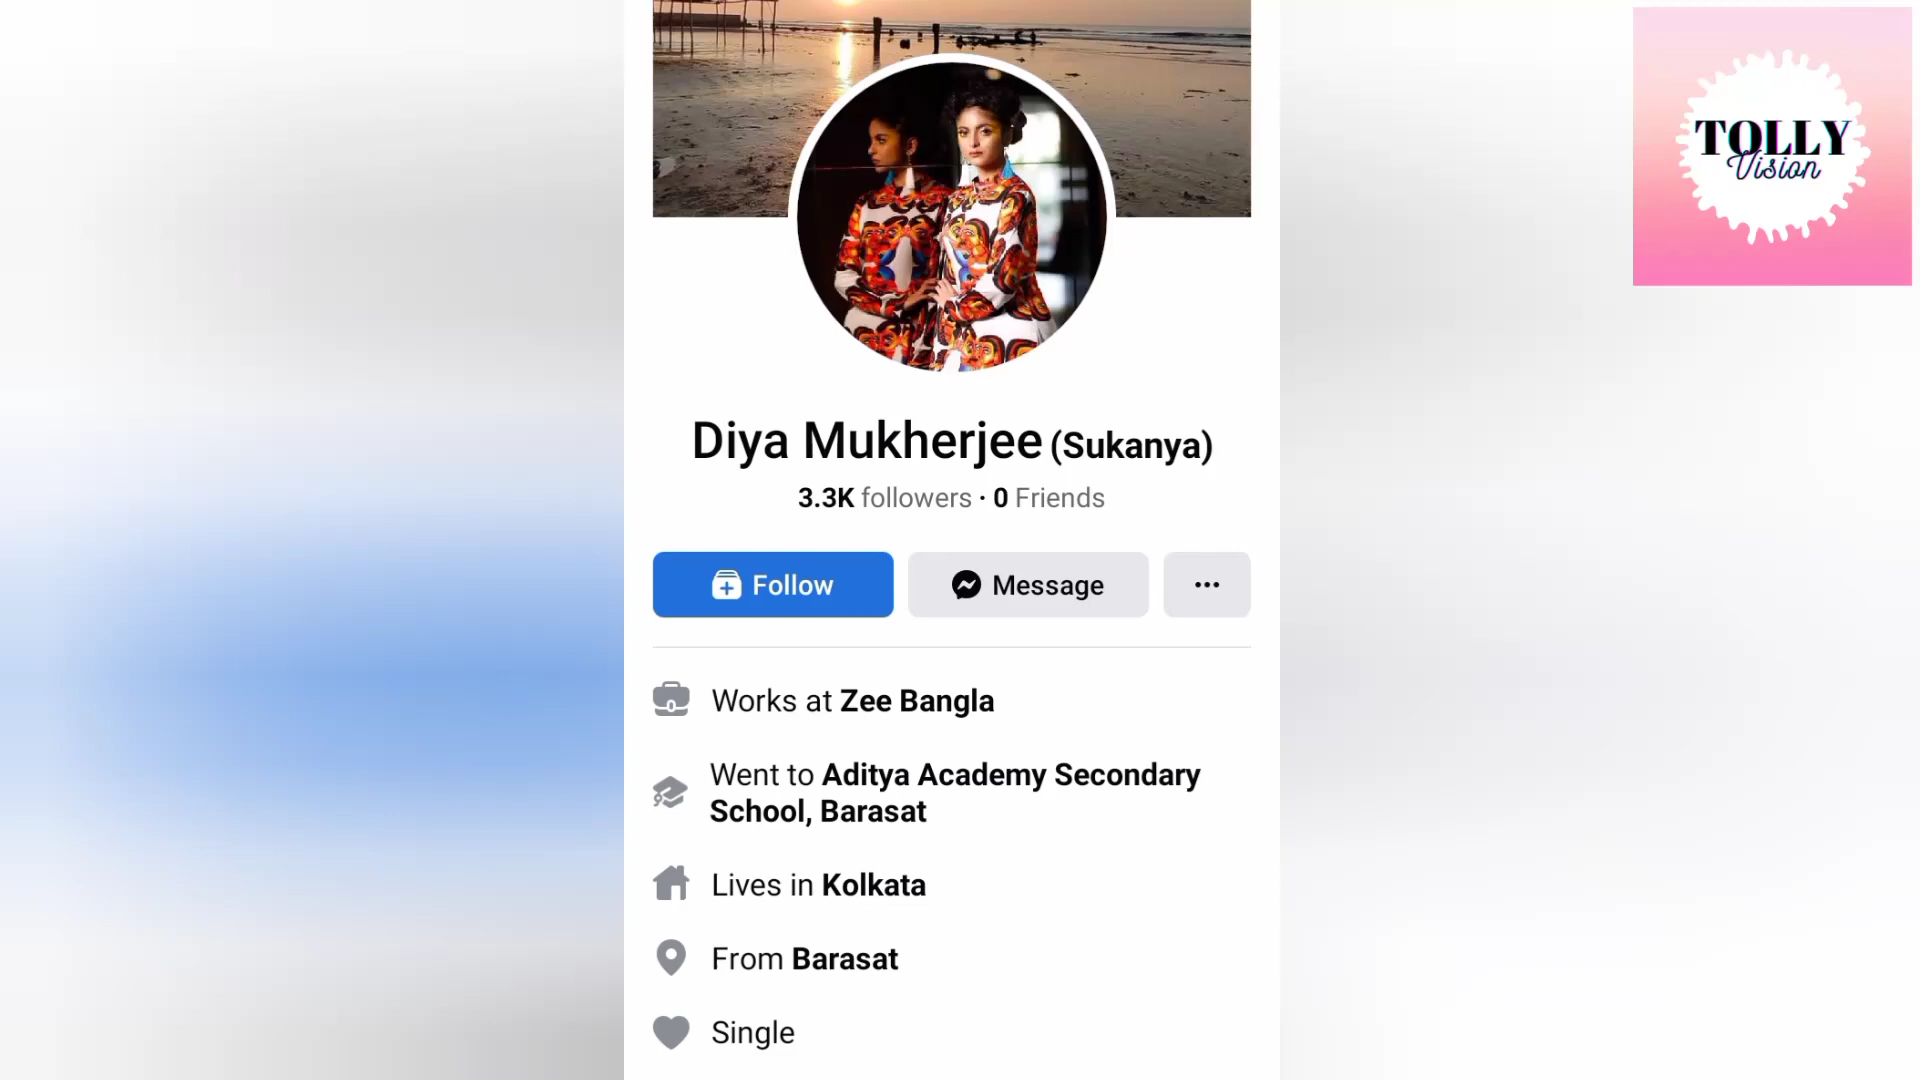 TOLLY
Vision
Diya Mukherjee (Sukanya)
3.3K followers · 0 Friends
Follow
Message
Works at Zee Bangla
Went to Aditya Academy Secondary
School, Barasat
Lives in Kolkata
From Barasat
Single